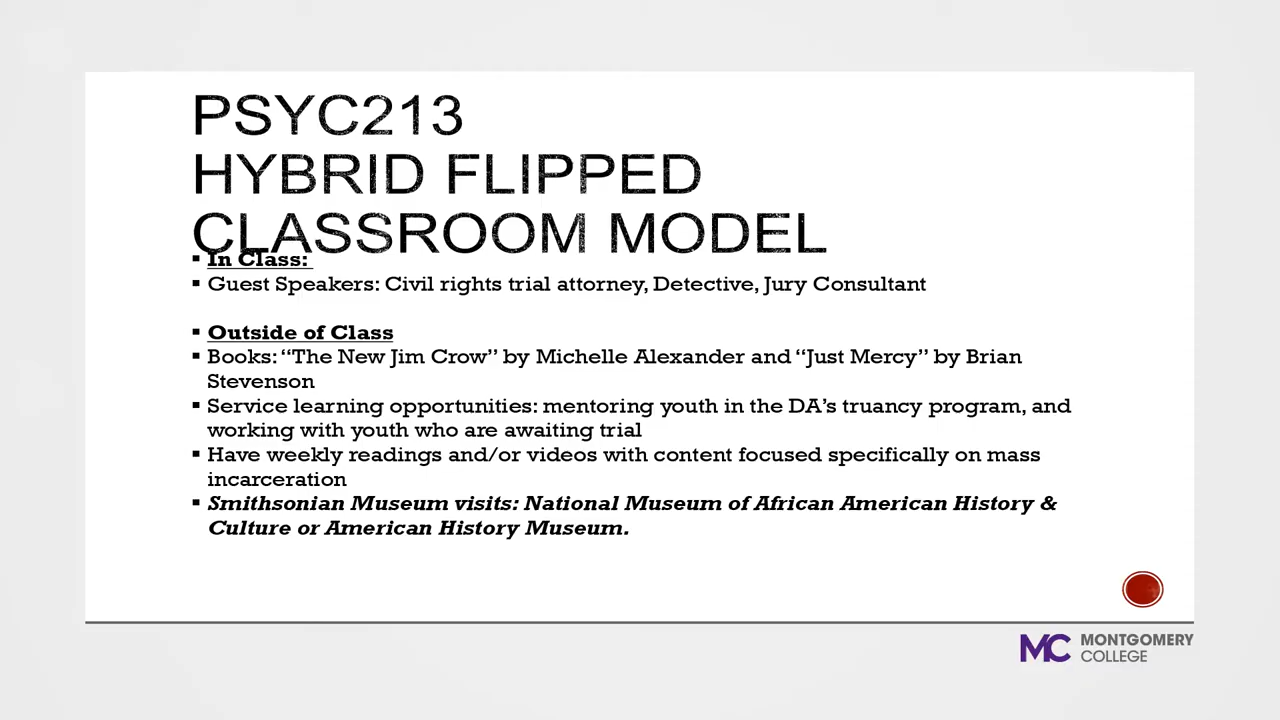 PSYC213
HYBRID FLIPPED
CLASSROOM MODEL
▪ In Class:
▪ Guest Speakers: Civil rights trial attorney, Detective, Jury Consultant
▪ Outside of Class
▪ Books: “The New Jim Crow” by Michelle Alexander and “Just Mercy” by Brian
Stevenson
▪ Service learning opportunities: mentoring youth in the DA’s truancy program, and
working with youth who are awaiting trial
▪ Have weekly readings and/or videos with content focused specifically on mass
incarceration
▪ Smithsonian Museum visits: National Museum of African American History &
Culture or American History Museum.
MC MONTGOMERY
COLLEGE